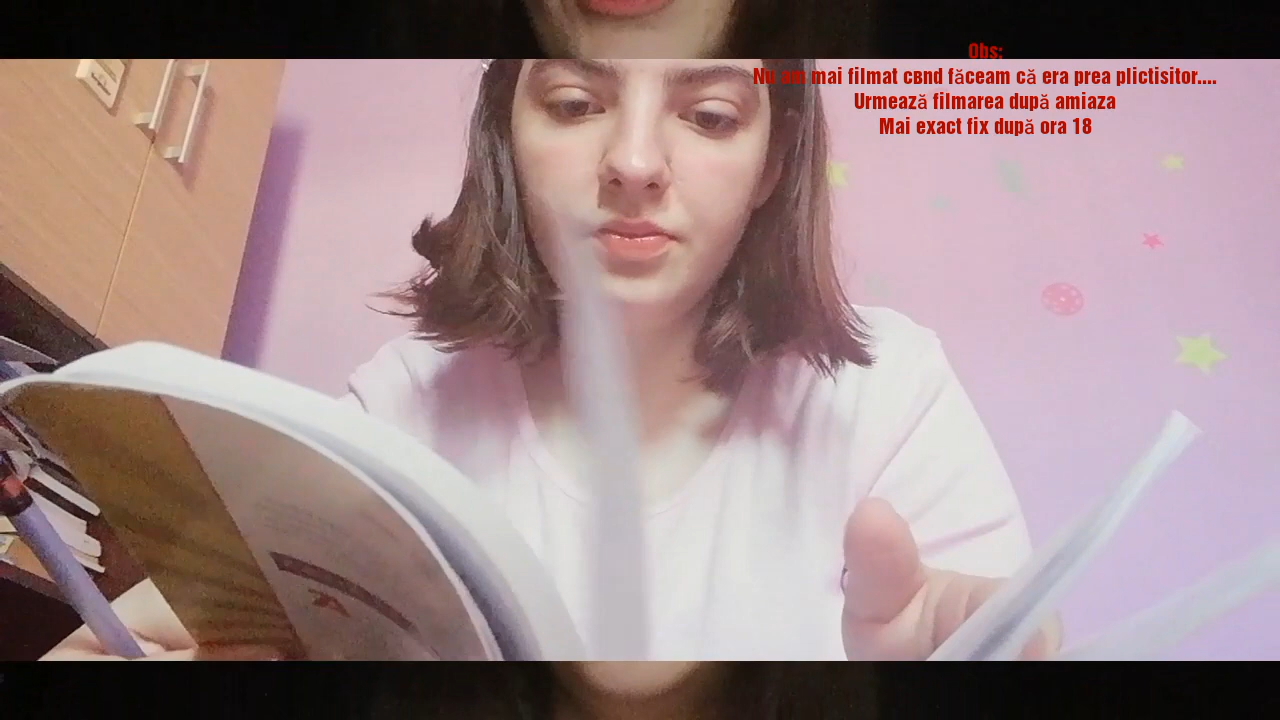 Obs:
Nu am mai filmat cвnd făceam că era prea plictisitor....
Urmează filmarea după amiaza
Mai exact fix după ora 18